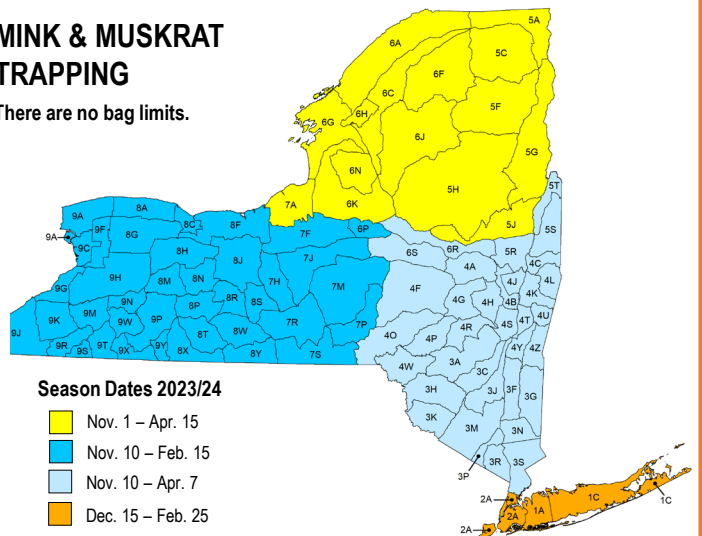 MINK & MUSKRAT
TRAPPING
There are no bag limits.
5A
6A
5C
6F
6C
5F
6G
6H
6J
5G
6N
5H
5T
7A
6K
5J
5S
9A
8A
9F
8C
8F
7F
6P
9A
8G
9C
8H
8J
7J
6S
6R
5R
4C
4A
9G
9H
8M
8N
7H
7M
4F
4J
4L
4K
9N
8P
8R
8S
4G
4H
4B
9J
9K
9M
9W
9P
8T
8W
7R
7P
4O
4P
4R
4S
4T
4U
9R
9S
9T
9X
9Y
8X
8Y
7S
4W
3A
3C
4Y
4Z
3H
3J
3F
3G
3K
3M
3N
3P
3R
3S
Season Dates 2023/24
Nov. 1 – Apr. 15
Nov. 10 – Feb. 15
Nov. 10 – Apr. 7
Dec. 15 – Feb. 25
2A
2A
1A
1C
1C
2A